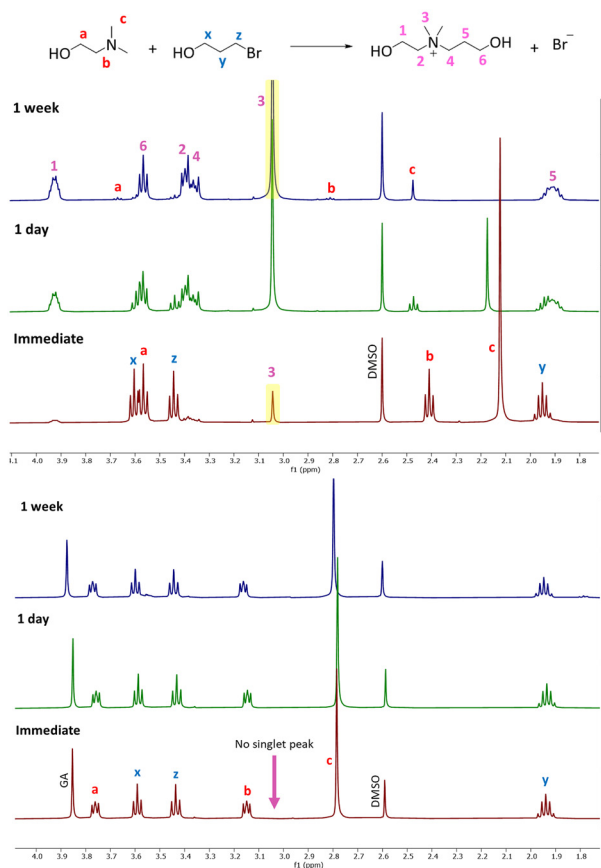 c
a
HO
N
b
+
x
z
HO
Br
y
3
1
5
HO
N
+
OH
2
4
6
+ Br⁻
1 week
3
1
6
2
4
a
b
c
5
1 day
Immediate
x
a
z
3
DMSO
b
c
y
4.1 4.0 3.9 3.8 3.7 3.6 3.5 3.4 3.3 3.2 3.1 3.0 2.9 2.8 2.7 2.6 2.5 2.4 2.3 2.2 2.1 2.0 1.9 1.8
f1 (ppm)
1 week
1 day
Immediate
No singlet peak
GA
a
x
z
b
c
DMSO
y
3.9 3.8 3.7 3.6 3.5 3.4 3.3 3.2 3.1 3.0 2.9 2.8 2.7 2.6 2.5 2.4 2.3 2.2 2.1 2.0 1.9 1.8
f1 (ppm)